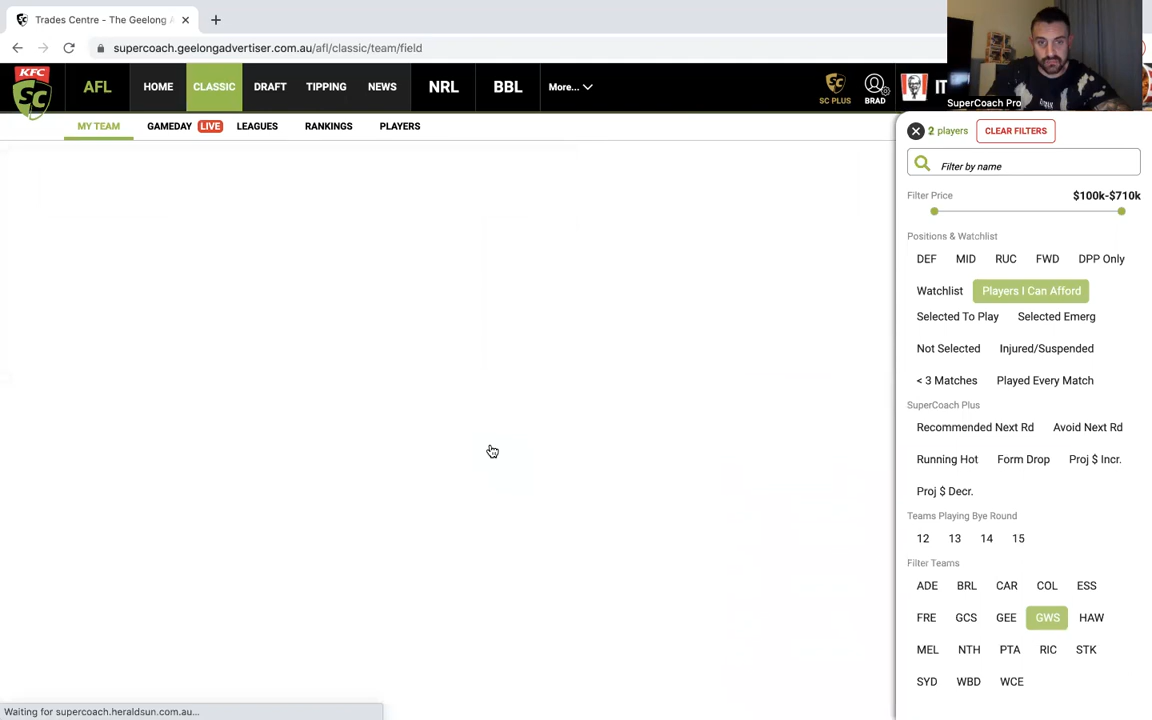 Trades Centre - The Geelong A
supercoach.geelongadvertiser.com.au/afl/classic/team/field
KFC
SC
AFL
HOME
CLASSIC
DRAFT
TIPPING
NEWS
NRL
BBL
More...
SC PLUS
BRAD
IT
SuperCoach Pro
MY TEAM
GAMEDAY LIVE
LEAGUES
RANKINGS
PLAYERS
2 players
CLEAR FILTERS
Filter by name
Filter Price $100k-$710k
Positions & Watchlist
DEF MID RUC FWD DPP Only
Watchlist Players I Can Afford
Selected To Play Selected Emerg
Not Selected Injured/Suspended
< 3 Matches Played Every Match
SuperCoach Plus
Recommended Next Rd Avoid Next Rd
Running Hot Form Drop Proj $ Incr.
Proj $ Decr.
Teams Playing Bye Round
12 13 14 15
Filter Teams
ADE BRL CAR COL ESS
FRE GCS GEE GWS HAW
MEL NTH PTA RIC STK
SYD WBD WCE
Waiting for supercoach.heraldsun.com.au...